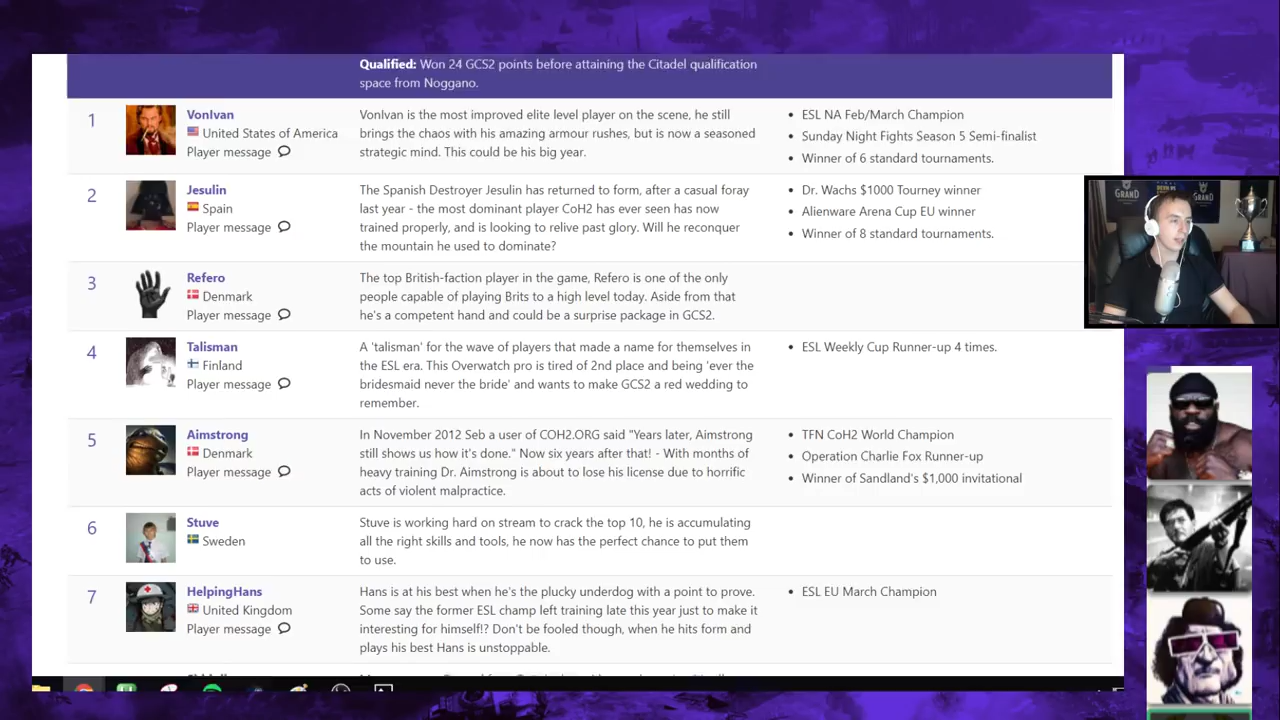 Qualified: Won 24 GCS2 points before attaining the Citadel qualification
space from Noggano.
1
VonIvan
United States of America
Player message
VonIvan is the most improved elite level player on the scene, he still
brings the chaos with his amazing armour rushes, but is now a seasoned
strategic mind. This could be his big year.
• ESL NA Feb/March Champion
• Sunday Night Fights Season 5 Semi-finalist
• Winner of 6 standard tournaments.
2
Jesulin
Spain
Player message
The Spanish Destroyer Jesulin has returned to form, after a casual foray
last year - the most dominant player CoH2 has ever seen has now
trained properly, and is looking to relive past glory. Will he reconquer
the mountain he used to dominate?
• Dr. Wachs $1000 Tourney winner
• Alienware Arena Cup EU winner
• Winner of 8 standard tournaments.
3
Refero
Denmark
Player message
The top British-faction player in the game, Refero is one of the only
people capable of playing Brits to a high level today. Aside from that
he's a competent hand and could be a surprise package in GCS2.
4
Talisman
Finland
Player message
A 'talisman' for the wave of players that made a name for themselves in
the ESL era. This Overwatch pro is tired of 2nd place and being 'ever the
bridesmaid never the bride' and wants to make GCS2 a red wedding to
remember.
• ESL Weekly Cup Runner-up 4 times.
5
Aimstrong
Denmark
Player message
In November 2012 Seb a user of COH2.ORG said "Years later, Aimstrong
still shows us how it's done." Now six years after that! - With months of
heavy training Dr. Aimstrong is about to lose his license due to horrific
acts of violent malpractice.
• TFN CoH2 World Champion
• Operation Charlie Fox Runner-up
• Winner of Sandland's $1,000 invitational
6
Stuve
Sweden
Stuve is working hard on stream to crack the top 10, he is accumulating
all the right skills and tools, he now has the perfect chance to put them
to use.
7
HelpingHans
United Kingdom
Player message
Hans is at his best when he's the plucky underdog with a point to prove.
Some say the former ESL champ left training late this year just to make it
interesting for himself!? Don't be fooled though, when he hits form and
plays his best Hans is unstoppable.
• ESL EU March Champion
GRAND
GRAND